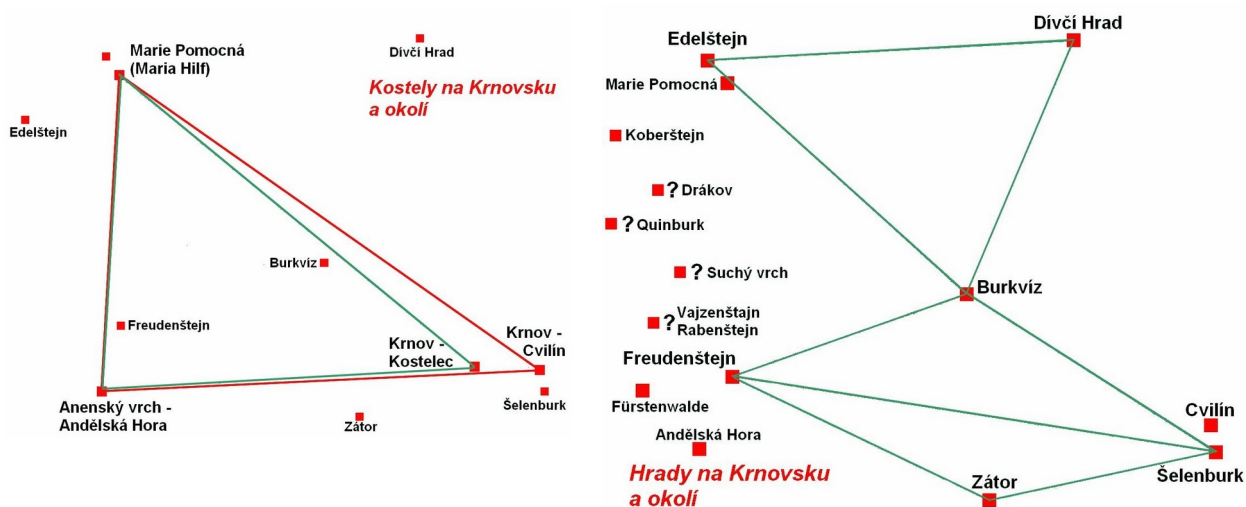 Marie Pomocná
(Maria Hilf)
Dívčí Hrad
Kostely na Krnovsku
a okolí
Edelštejn
Burkvíz
Freudenštejn
Krnov -
Kostelec
Krnov -
Cvilín
Anenský vrch -
Andělská Hora
Šelenburk
Zátor
Dívčí Hrad
Edelštejn
Marie Pomocná
Koberštejn
? Drákov
? Quinburk
? Suchý vrch
Burkvíz
? Vajzenštajn
Rabenštejn
Freudenštejn
Fürstenwalde
Cvilín
Andělská Hora
Šelenburk
Hrady na Krnovsku
a okolí
Zátor